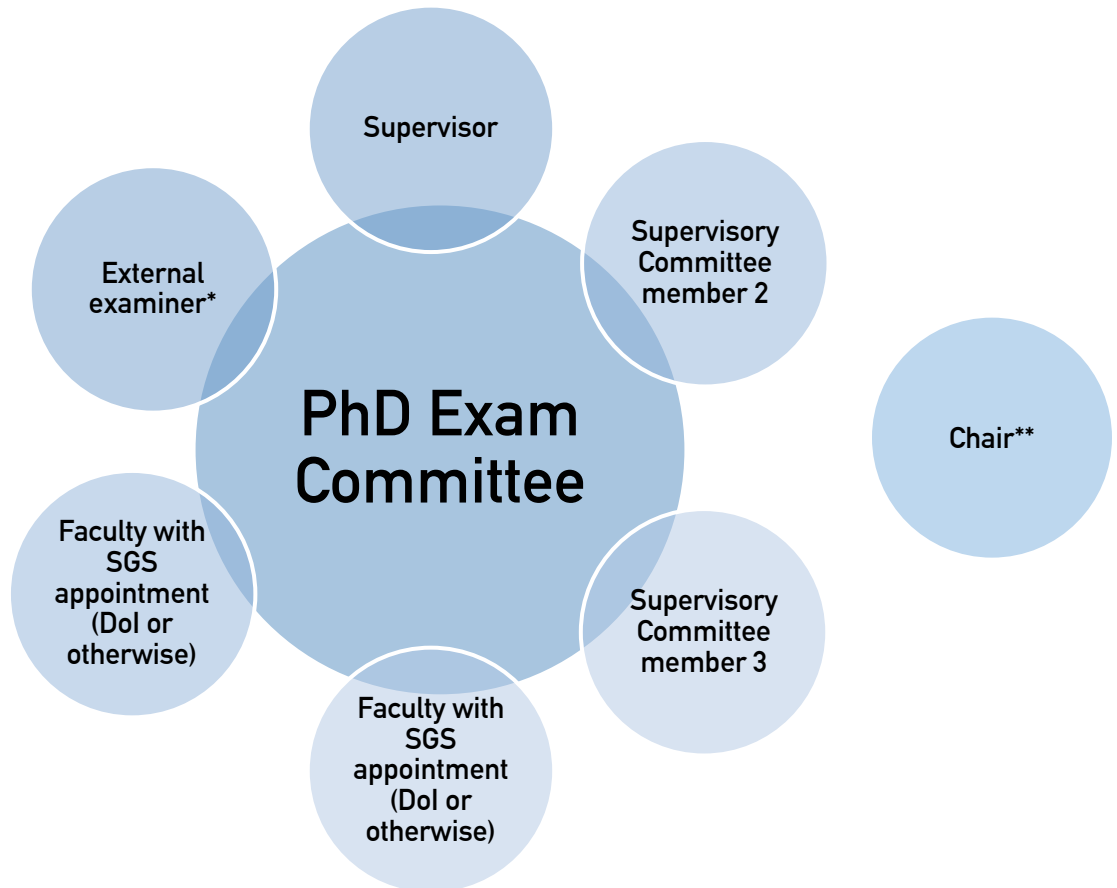 Supervisor
Supervisory
Committee
member 2
External
examiner*
PhD Exam
Committee
Chair**
Faculty with
SGS
appointment
(DoI or
otherwise)
Supervisory
Committee
member 3
Faculty with
SGS
appointment
(DoI or
otherwise)